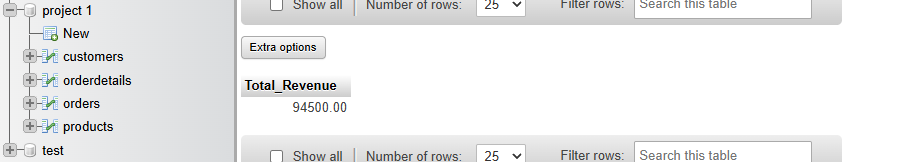 project 1
New
customers
orderdetails
orders
products
test
Show all Number of rows: 25 Filter rows: Search this table
Extra options
Total_Revenue
94500.00
Show all Number of rows: 25 Filter rows: Search this table